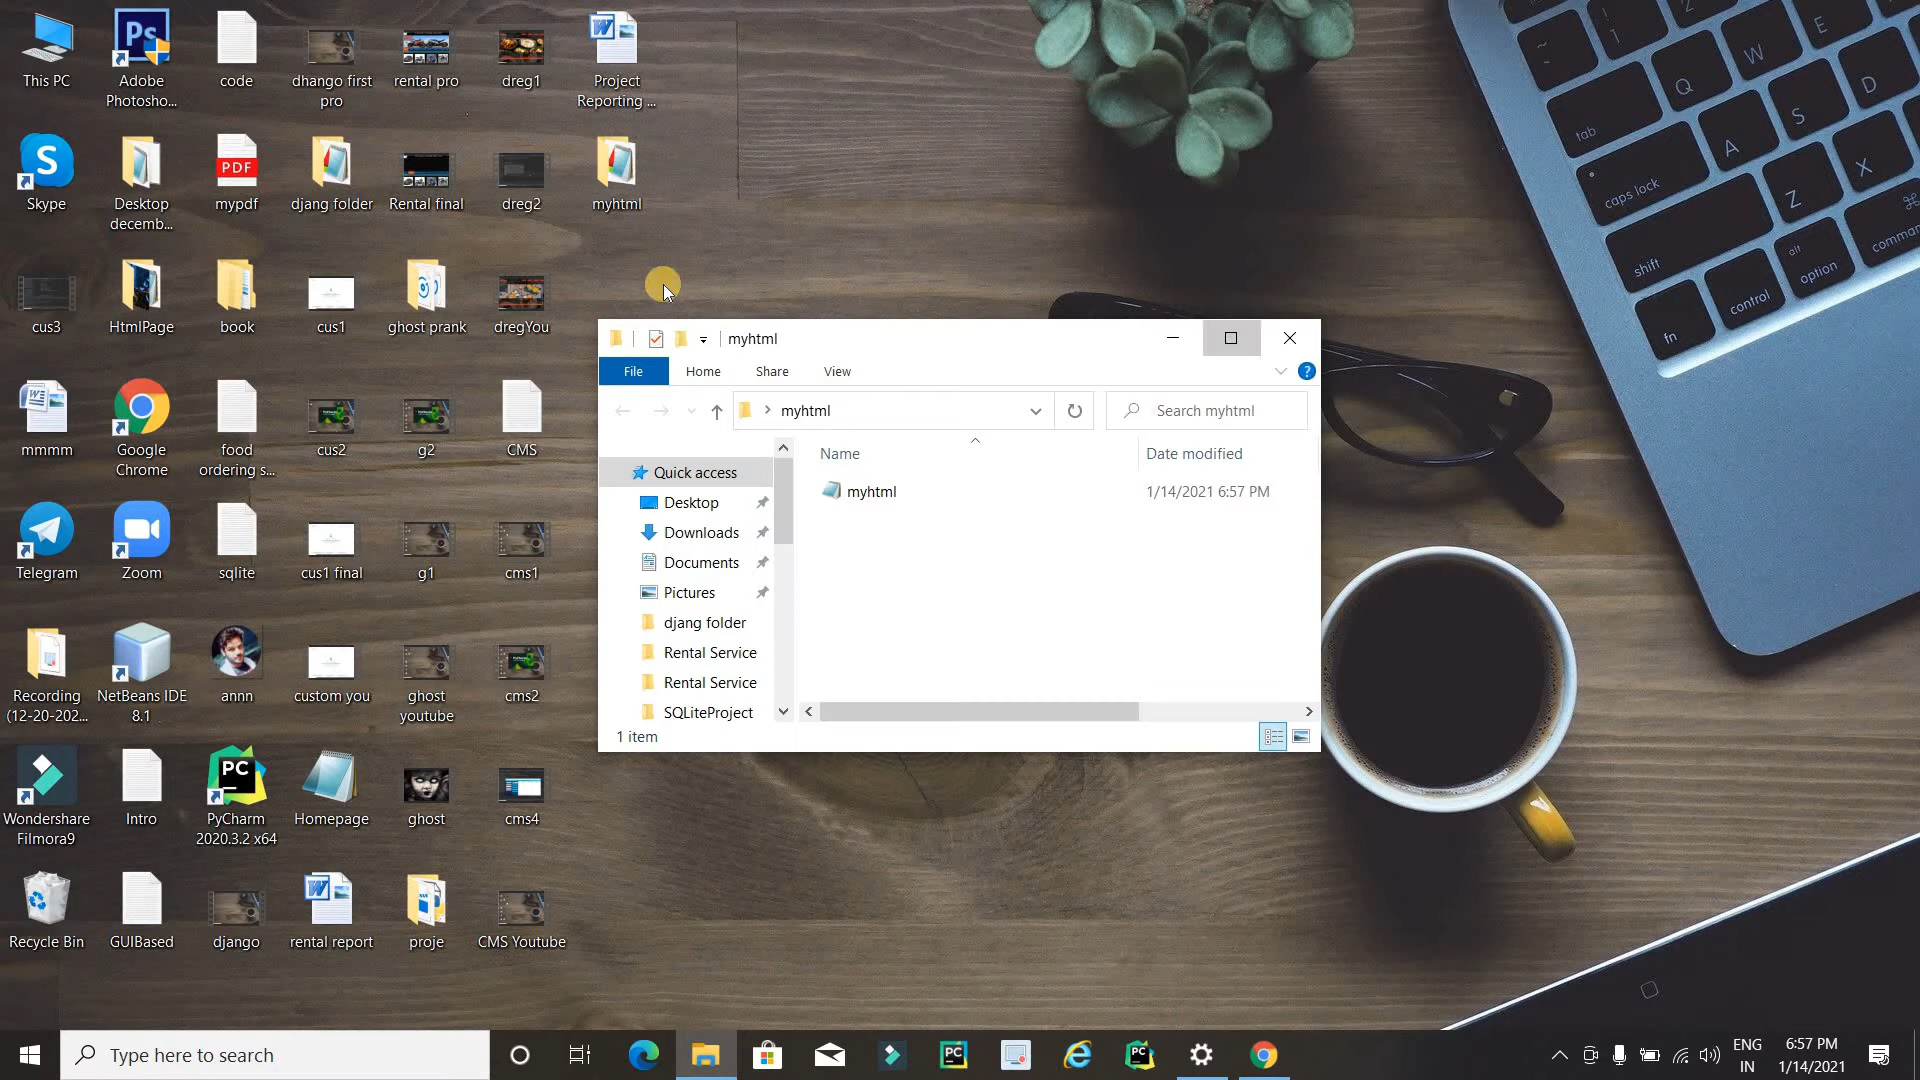 This PC
Adobe
Photosho...
code
dhango first
pro
rental pro
dreg1
Project
Reporting ...
Skype
Desktop
decemb...
PDF
mypdf
djang folder
Rental final
dreg2
myhtml
cus3
HtmlPage
book
cus1
ghost prank
dregYou
mmmm
Google
Chrome
food
ordering s...
cus2
g2
CMS
Telegram
Zoom
sqlite
cus1 final
g1
cms1
Recording
(12-20-202...
NetBeans IDE
8.1
annn
custom you
ghost
youtube
cms2
Wondershare
Filmora9
Intro
PyCharm
2020.3.2 x64
Homepage
ghost
cms4
Recycle Bin
GUIBased
django
rental report
proje
CMS Youtube
myhtml
File Home Share View
myhtml
Search myhtml
Name Date modified
Quick access
myhtml 1/14/2021 6:57 PM
Desktop
Downloads
Documents
Pictures
djang folder
Rental Service
Rental Service
SQLiteProject
1 item
Q W E
tab A S D
caps lock Z X
shift
fn control alt option
Type here to search
ENG
IN
6:57 PM
1/14/2021